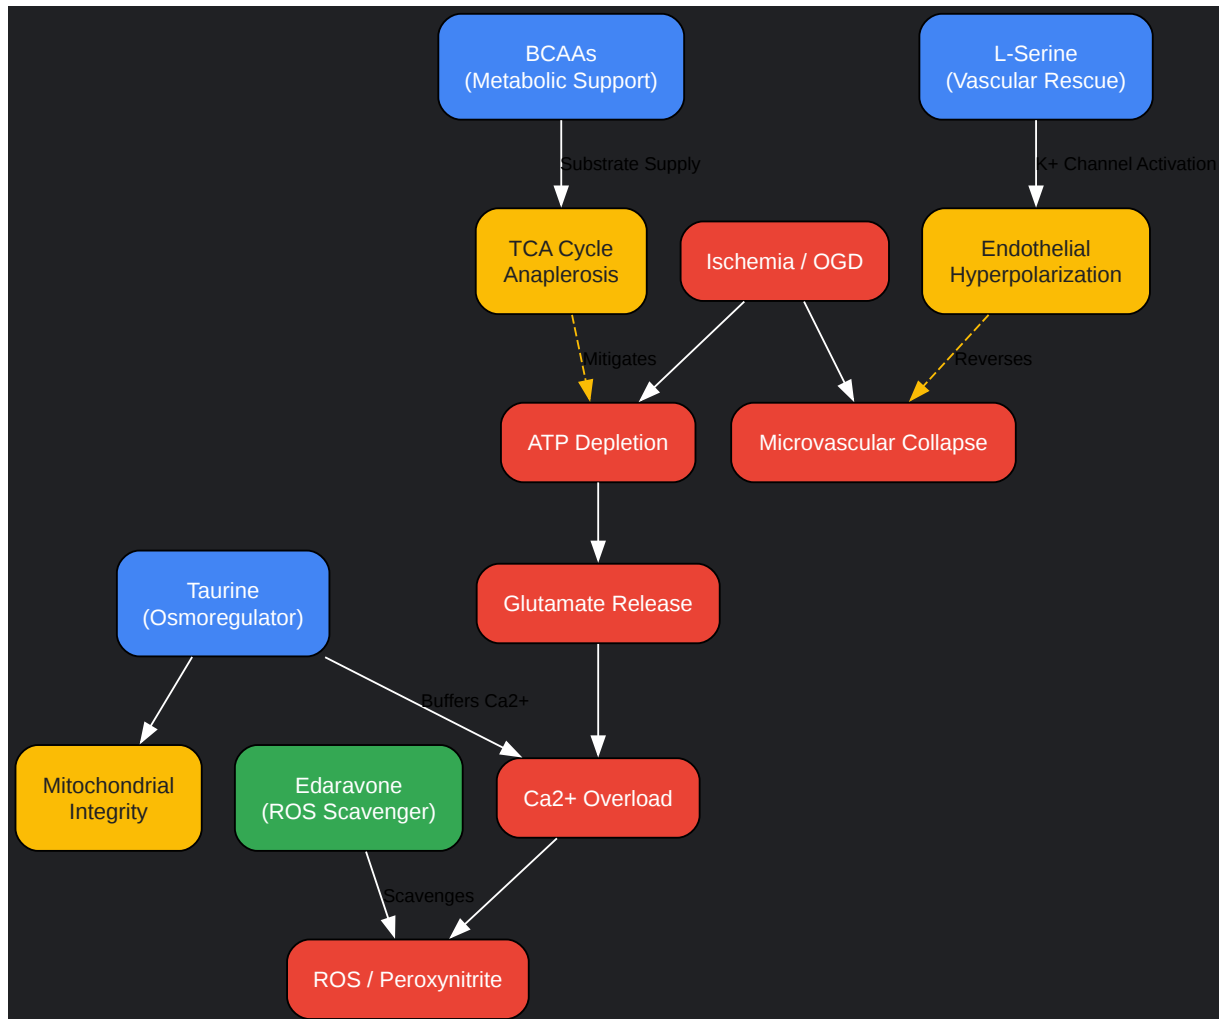 BCAAs
(Metabolic Support)
L-Serine
(Vascular Rescue)
Substrate Supply
K+ Channel Activation
TCA Cycle
Anaplerosis
Ischemia / OGD
Endothelial
Hyperpolarization
Mitigates
Reverses
ATP Depletion
Microvascular Collapse
Taurine
(Osmoregulator)
Glutamate Release
Buffers Ca2+
Mitochondrial
Integrity
Edaravone
(ROS Scavenger)
Ca2+ Overload
Scavenges
ROS / Peroxynitrite